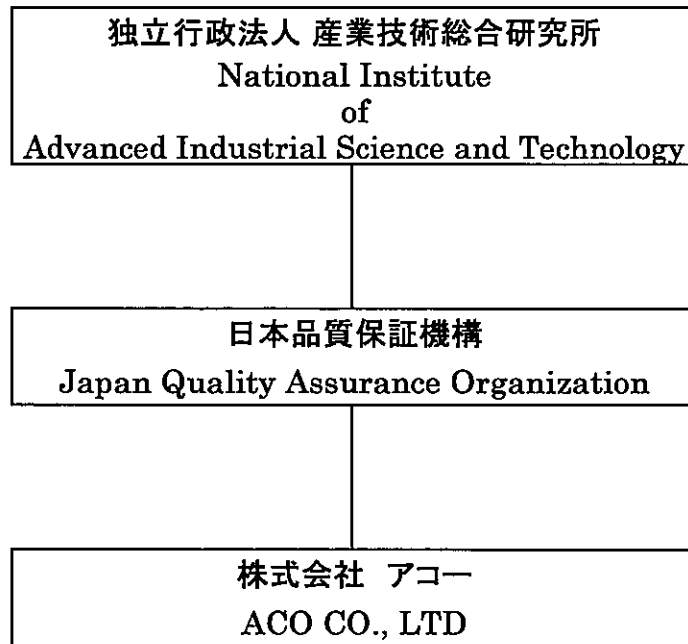 独立行政法人 産業技術総合研究所
National Institute
of
Advanced Industrial Science and Technology
日本品質保証機構
Japan Quality Assurance Organization
株式会社 アコー
ACO CO., LTD